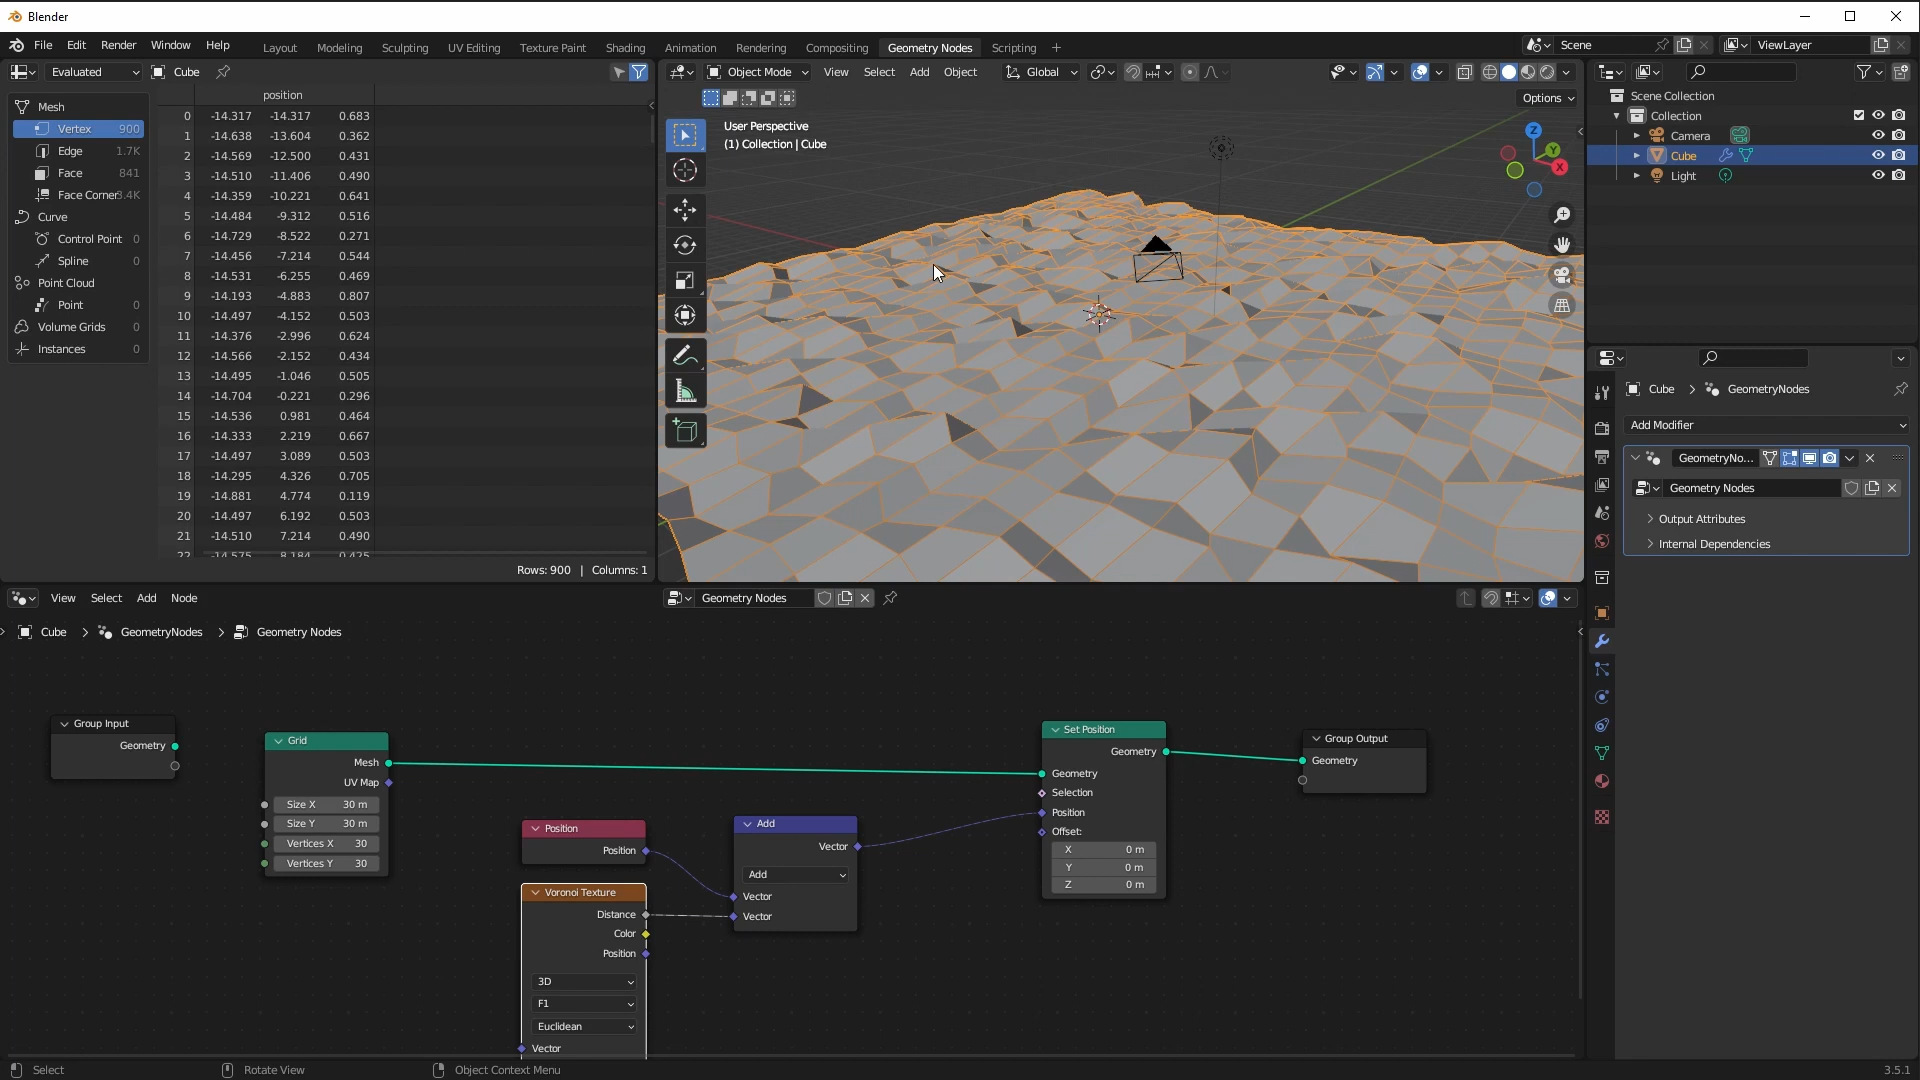 Blender
File Edit Render Window Help
Layout Modeling Sculpting UV Editing Texture Paint Shading Animation Rendering Compositing Geometry Nodes Scripting +
Scene
ViewLayer
Evaluated
Cube
Object Mode
View Select Add Object
Global
Options
Mesh
Vertex 900
Edge 1.7K
Face 841
Face Corner 3.4K
Curve
Control Point 0
Spline 0
Point Cloud
Point 0
Volume Grids 0
Instances 0
position
0 -14.317 -14.317 0.683
1 -14.638 -13.604 0.362
2 -14.569 -12.500 0.431
3 -14.510 -11.406 0.490
4 -14.359 -10.221 0.641
5 -14.484 -9.312 0.516
6 -14.729 -8.522 0.271
7 -14.456 -7.214 0.544
8 -14.531 -6.255 0.469
9 -14.193 -4.883 0.807
10 -14.497 -4.152 0.503
11 -14.376 -2.996 0.624
12 -14.566 -2.152 0.434
13 -14.495 -1.046 0.505
14 -14.704 -0.221 0.296
15 -14.536 0.981 0.464
16 -14.333 2.219 0.667
17 -14.497 3.089 0.503
18 -14.295 4.326 0.705
19 -14.881 4.774 0.119
20 -14.497 6.192 0.503
21 -14.510 7.214 0.490
22 -14.575 8.184 0.425
Rows: 900 | Columns: 1
User Perspective
(1) Collection | Cube
Z
Y
X
Scene Collection
Collection
Camera
Cube
Light
Cube > GeometryNodes
Add Modifier
GeometryNo...
Geometry Nodes
Output Attributes
Internal Dependencies
View Select Add Node
Geometry Nodes
Cube > GeometryNodes > Geometry Nodes
Group Input
Geometry
Grid
Mesh
UV Map
Size X 30 m
Size Y 30 m
Vertices X 30
Vertices Y 30
Position
Position
Voronoi Texture
Distance
Color
Position
3D
F1
Euclidean
Vector
Add
Vector
Add
Vector
Vector
Set Position
Geometry
Geometry
Selection
Position
Offset:
X 0 m
Y 0 m
Z 0 m
Group Output
Geometry
Select
Rotate View
Object Context Menu
3.5.1